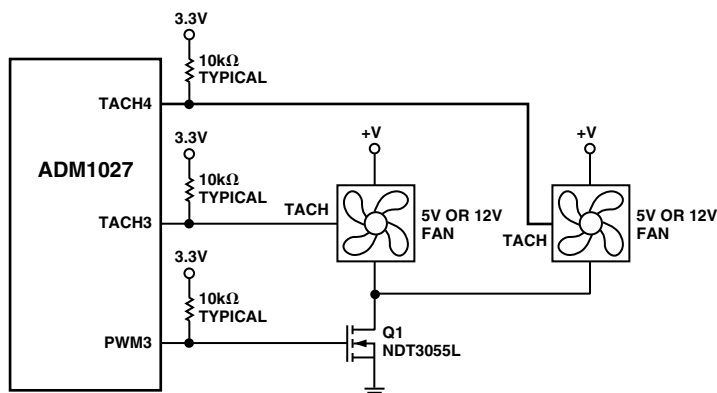 3.3V
10kΩ
TYPICAL
TACH4
ADM1027
3.3V
10kΩ
TYPICAL
TACH3
3.3V
10kΩ
TYPICAL
PWM3
+V
TACH
5V OR 12V
FAN
+V
TACH
5V OR 12V
FAN
Q1
NDT3055L